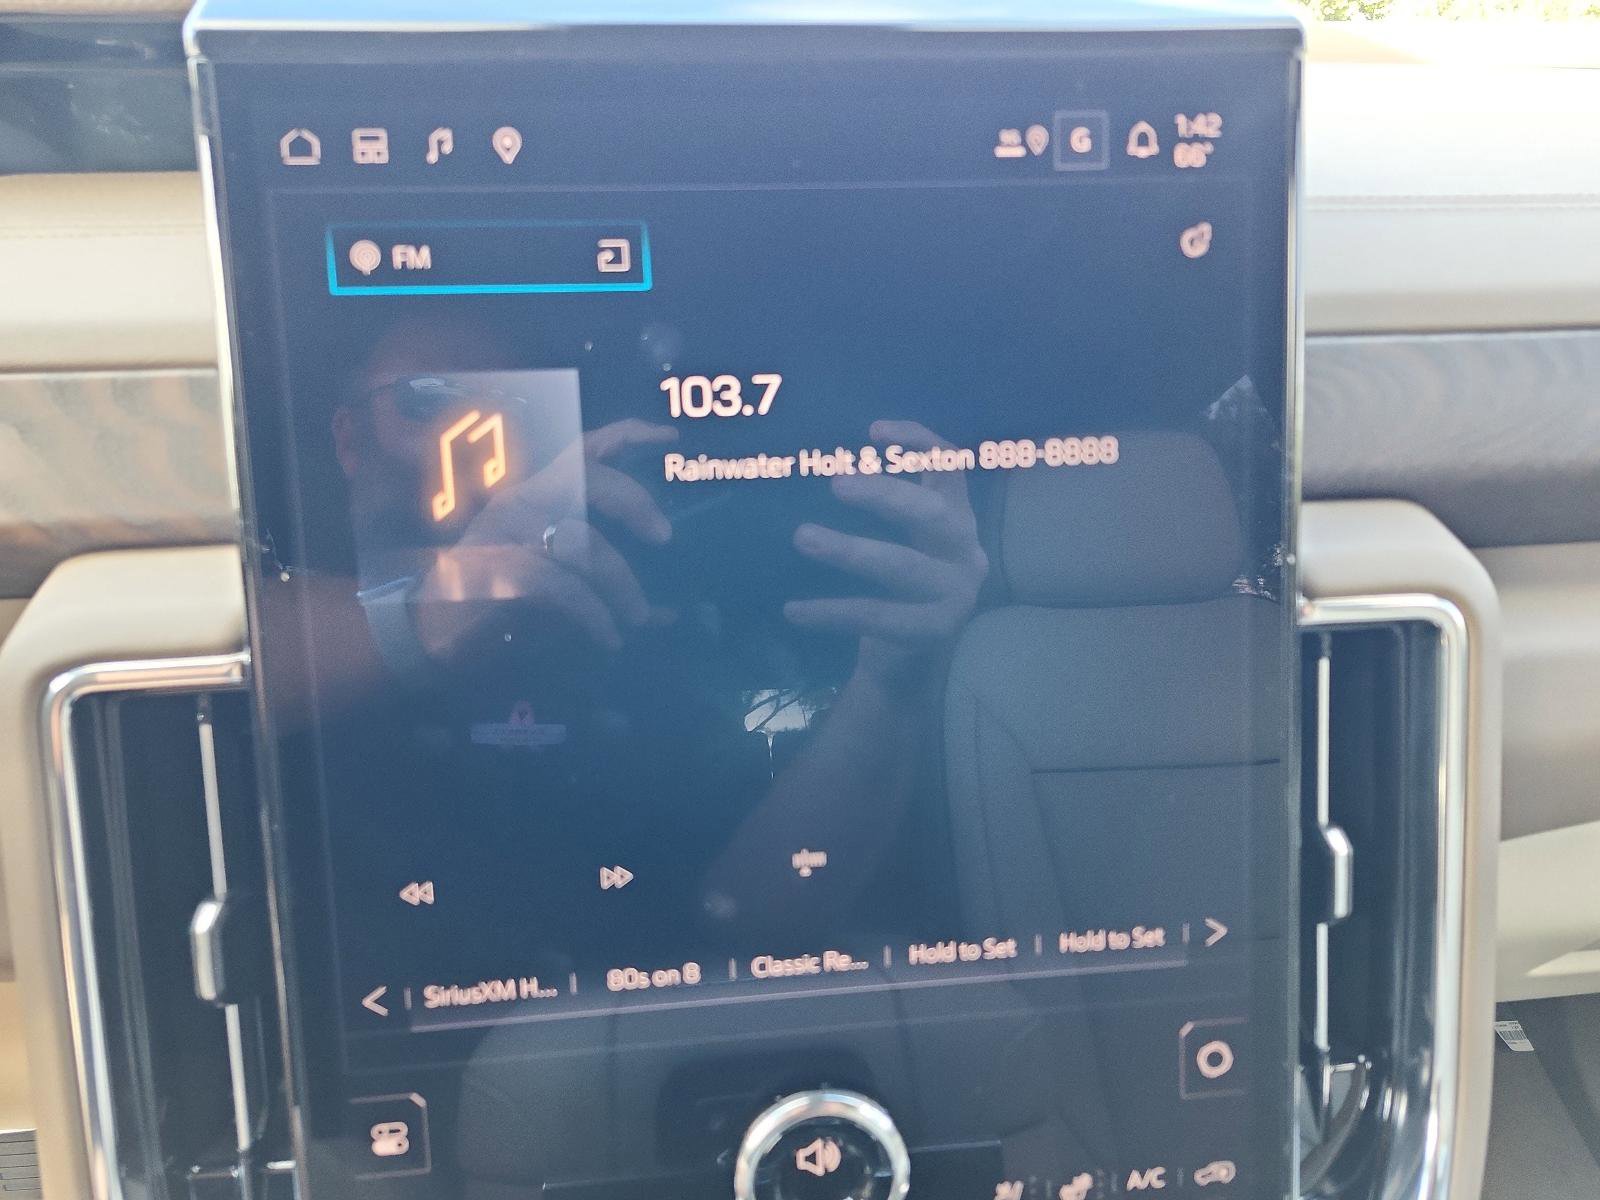 G
1:42
66°
FM
103.7
Rainwater Holt & Sexton 888-8888
SiriusXM H... | 80s on 8 | Classic Re... | Hold to Set | Hold to Set
A/C